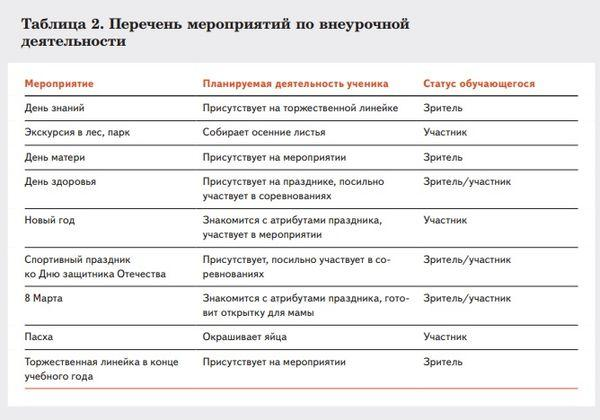 Таблица 2. Перечень мероприятий по внеурочной
деятельности
Мероприятие Планируемая деятельность ученика Статус обучающегося
День знаний Присутствует на торжественной линейке Зритель
Экскурсия в лес, парк Собирает осенние листья Участник
День матери Присутствует на мероприятии Зритель
День здоровья Присутствует на празднике, посильно Зритель/участник
участвует в соревнованиях
Новый год Знакомится с атрибутами праздника, Участник
участвует в мероприятии
Спортивный праздник Присутствует, посильно участвует в со- Зритель/участник
ко Дню защитника Отечества ревнованиях
8 Марта Знакомится с атрибутами праздника, гото- Зритель/участник
вит открытку для мамы
Пасха Окрашивает яйца Участник
Торжественная линейка в конце Присутствует на мероприятии Зритель
учебного года